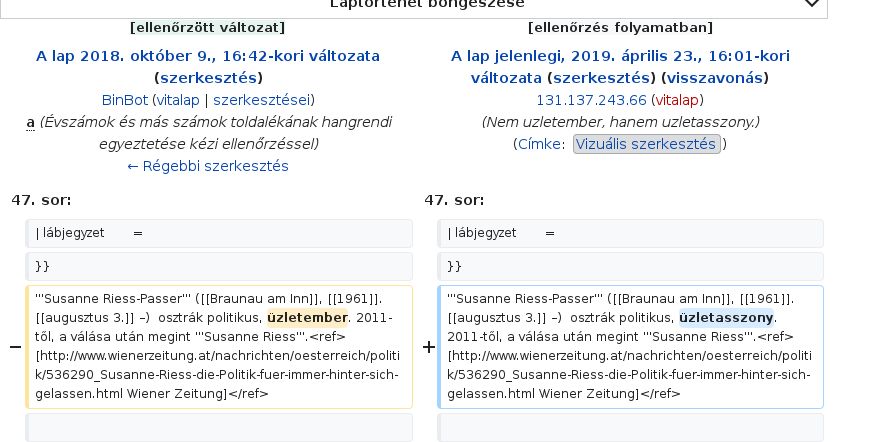 Laptörténet böngészése
[ellenőrzött változat]
A lap 2018. október 9., 16:42-kori változata
(szerkesztés)
BinBot (vitalap | szerkesztései)
a (Évszámok és más számok toldalékának hangrendi
egyeztetése kézi ellenőrzéssel)
← Régebbi szerkesztés
[ellenőrzés folyamatban]
A lap jelenlegi, 2019. április 23., 16:01-kori
változata (szerkesztés) (visszavonás)
131.137.243.66 (vitalap)
(Nem uzletember, hanem uzletasszony.)
(Címke: Vizuális szerkesztés)
47. sor:
| lábjegyzet =
}}
−
'''Susanne Riess-Passer''' ([[Braunau am Inn]], [[1961]].
[[augusztus 3.]] –) osztrák politikus, üzletember. 2011-
től, a válása után megint '''Susanne Riess'''.<ref>
[http://www.wienerzeitung.at/nachrichten/oesterreich/politi
k/536290_Susanne-Riess-die-Politik-fuer-immer-hinter-sich-
gelassen.html Wiener Zeitung]</ref>
47. sor:
| lábjegyzet =
}}
+
'''Susanne Riess-Passer''' ([[Braunau am Inn]], [[1961]].
[[augusztus 3.]] –) osztrák politikus, üzletasszony.
2011-től, a válása után megint '''Susanne Riess'''.<ref>
[http://www.wienerzeitung.at/nachrichten/oesterreich/politi
k/536290_Susanne-Riess-die-Politik-fuer-immer-hinter-sich-
gelassen.html Wiener Zeitung]</ref>